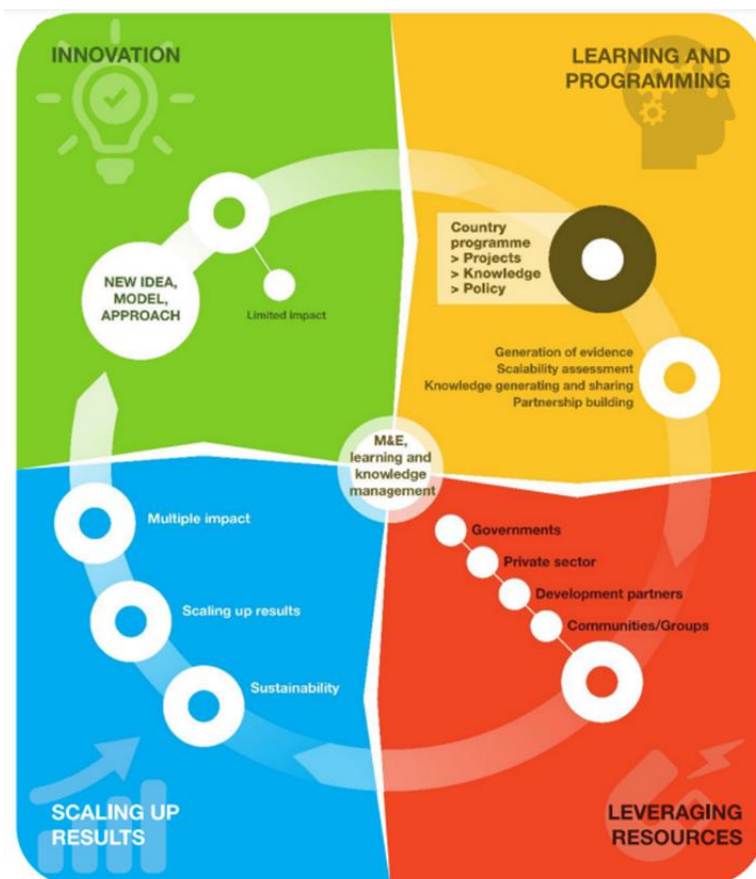 INNOVATION
LEARNING AND
PROGRAMMING
NEW IDEA,
MODEL,
APPROACH
Limited impact
Country
programme
> Projects
> Knowledge
> Policy
Generation of evidence
Scalability assessment
Knowledge generating and sharing
Partnership building
M&E,
learning and
knowledge
management
Multiple impact
Scaling up results
Sustainability
Governments
Private sector
Development partners
Communities/Groups
SCALING UP
RESULTS
LEVERAGING
RESOURCES